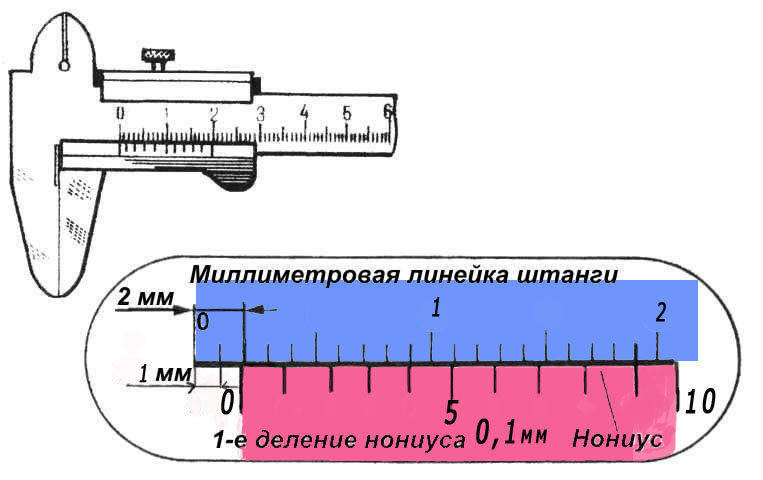 0 1 2 3 4 5 6
Миллиметровая линейка штанги
2 мм
0 1 2
1 мм
0 5 10
1-е деление нониуса 0,1мм Нониус